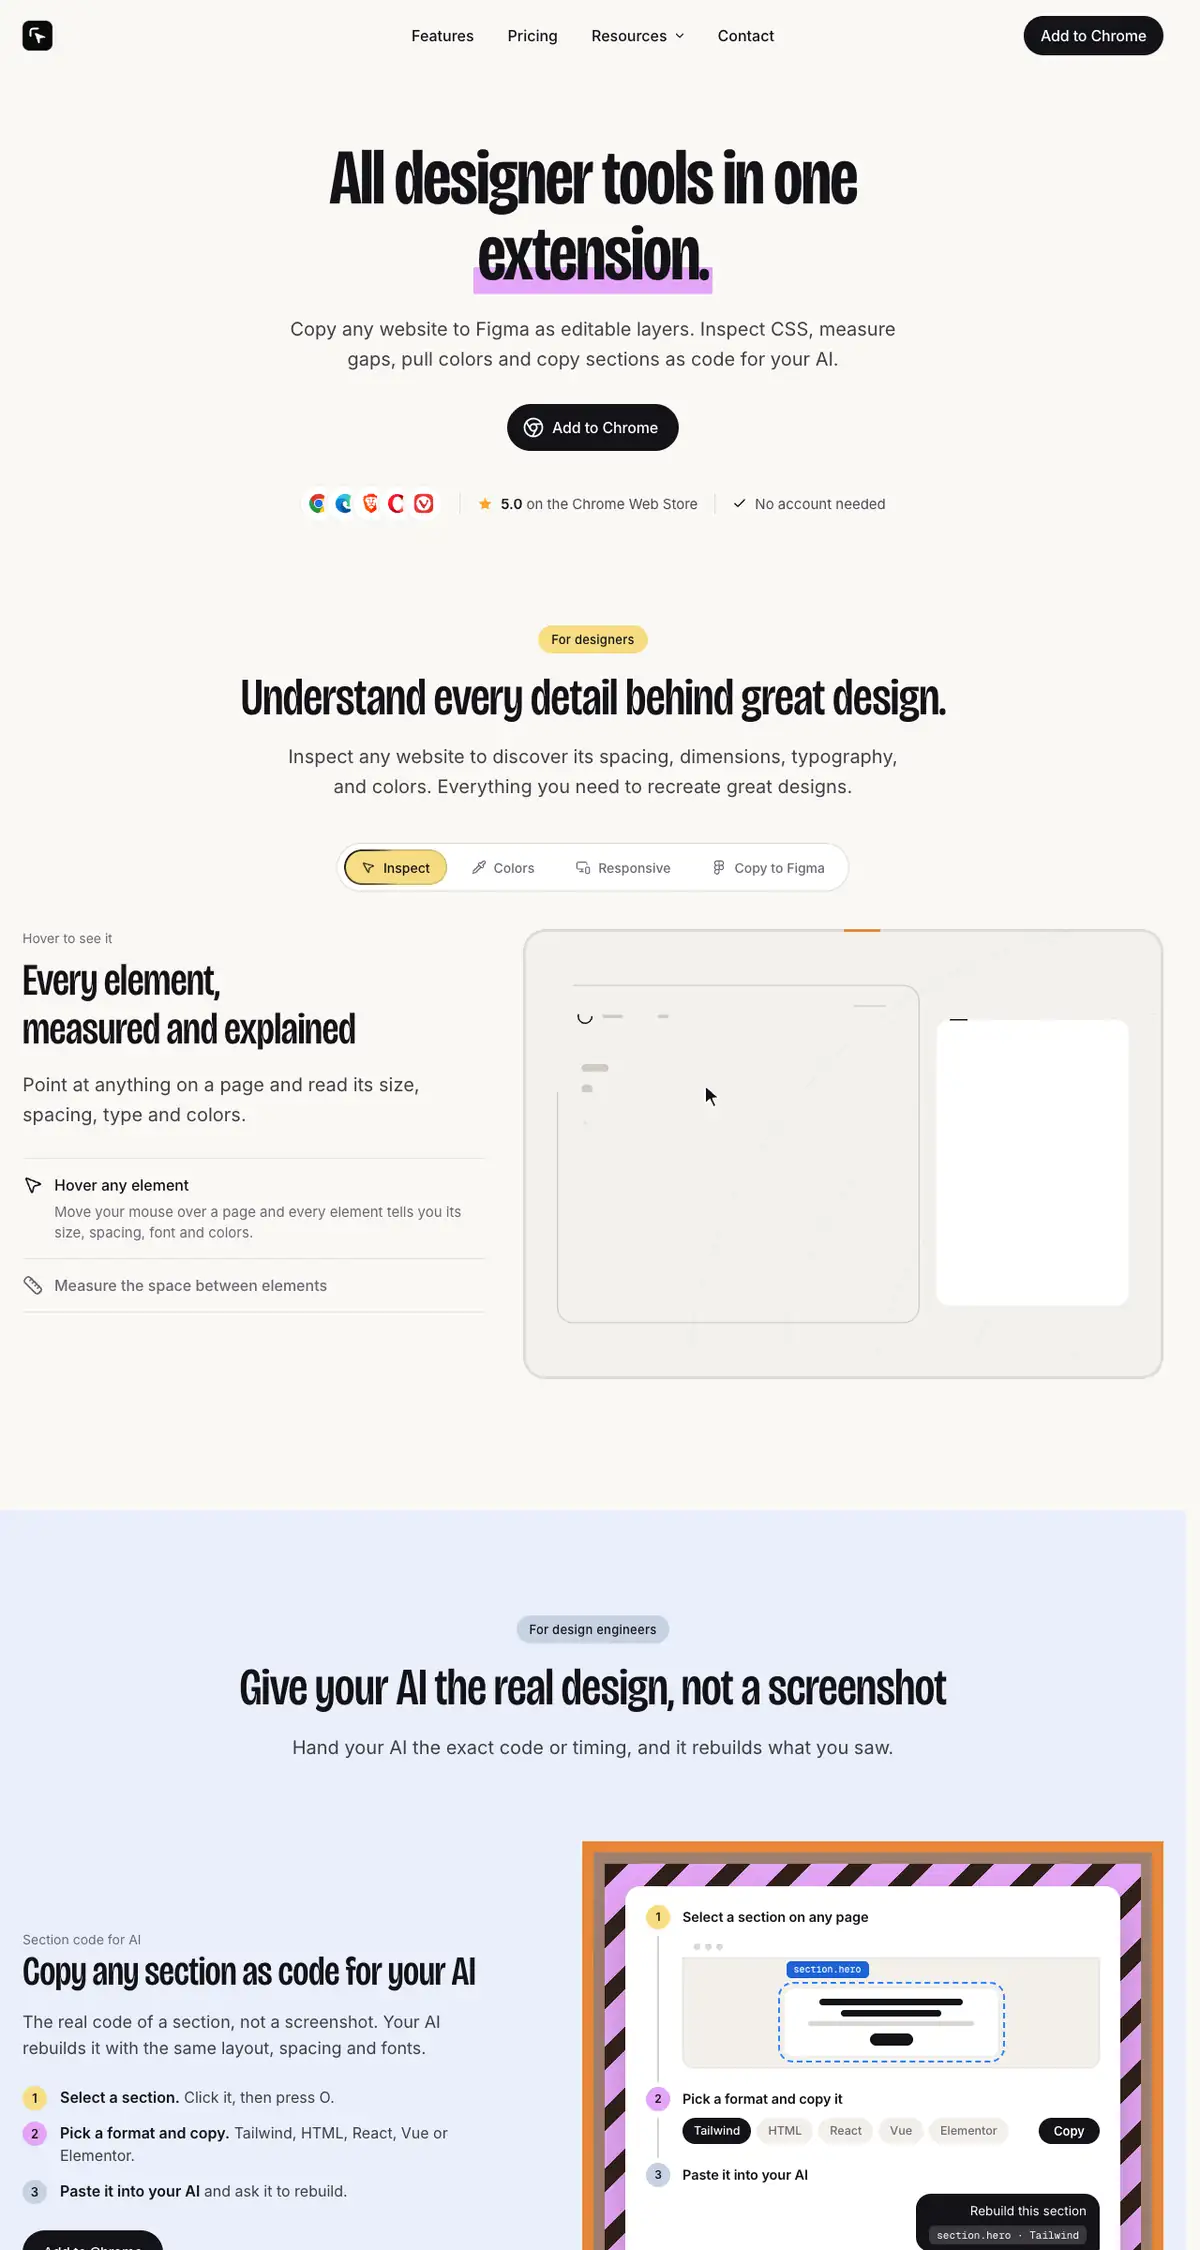 Features Pricing Resources Contact Add to Chrome
All designer tools in one
extension.
Copy any website to Figma as editable layers. Inspect CSS, measure
gaps, pull colors and copy sections as code for your AI.
Add to Chrome
5.0 on the Chrome Web Store No account needed
For designers
Understand every detail behind great design.
Inspect any website to discover its spacing, dimensions, typography,
and colors. Everything you need to recreate great designs.
Inspect Colors Responsive Copy to Figma
Hover to see it
Every element,
measured and explained
Point at anything on a page and read its size,
spacing, type and colors.
Hover any element
Move your mouse over a page and every element tells you its
size, spacing, font and colors.
Measure the space between elements
For design engineers
Give your AI the real design, not a screenshot
Hand your AI the exact code or timing, and it rebuilds what you saw.
Section code for AI
Copy any section as code for your AI
The real code of a section, not a screenshot. Your AI
rebuilds it with the same layout, spacing and fonts.
1 Select a section. Click it, then press O.
2 Pick a format and copy. Tailwind, HTML, React, Vue or
Elementor.
3 Paste it into your AI and ask it to rebuild.
Add to Chrome
1 Select a section on any page
section.hero
2 Pick a format and copy it
Tailwind HTML React Vue Elementor Copy
3 Paste it into your AI
Rebuild this section
section.hero · Tailwind